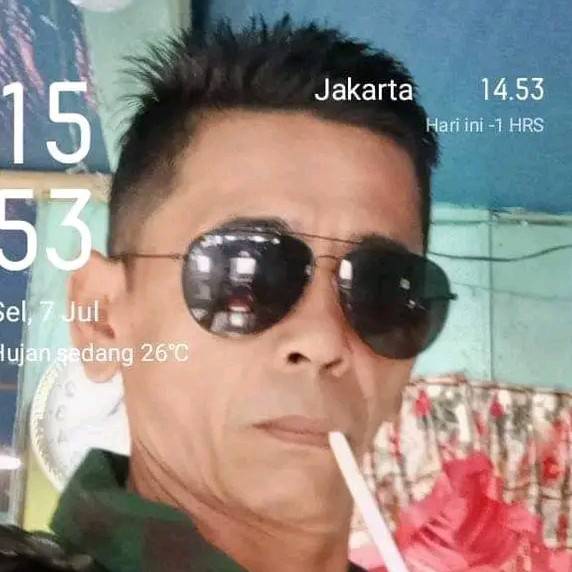 15
53
Sel, 7 Jul
Hujan sedang 26°C
Jakarta
14.53
Hari ini -1 HRS